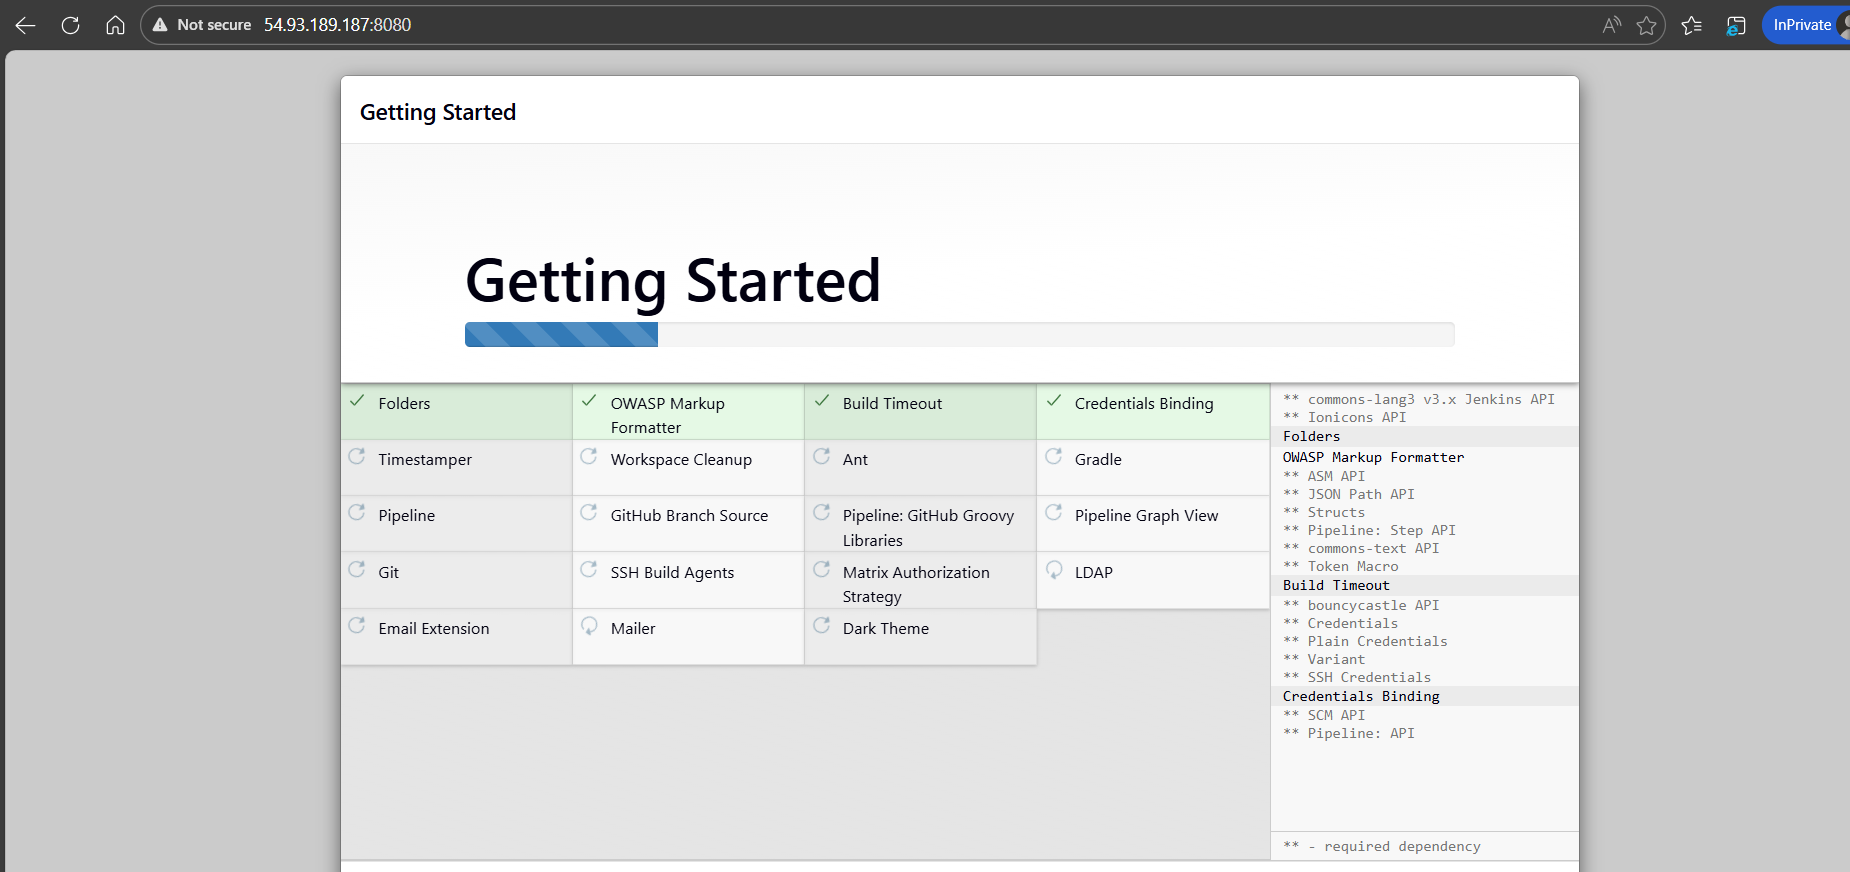 Not secure 54.93.189.187:8080
InPrivate
Getting Started
Getting Started
Folders
OWASP Markup
Formatter
Build Timeout
Credentials Binding
Timestamper
Workspace Cleanup
Ant
Gradle
Pipeline
GitHub Branch Source
Pipeline: GitHub Groovy
Libraries
Pipeline Graph View
Git
SSH Build Agents
Matrix Authorization
Strategy
LDAP
Email Extension
Mailer
Dark Theme
** commons-lang3 v3.x Jenkins API
** Ionicons API
Folders
OWASP Markup Formatter
** ASM API
** JSON Path API
** Structs
** Pipeline: Step API
** commons-text API
** Token Macro
Build Timeout
** bouncycastle API
** Credentials
** Plain Credentials
** Variant
** SSH Credentials
Credentials Binding
** SCM API
** Pipeline: API
** - required dependency